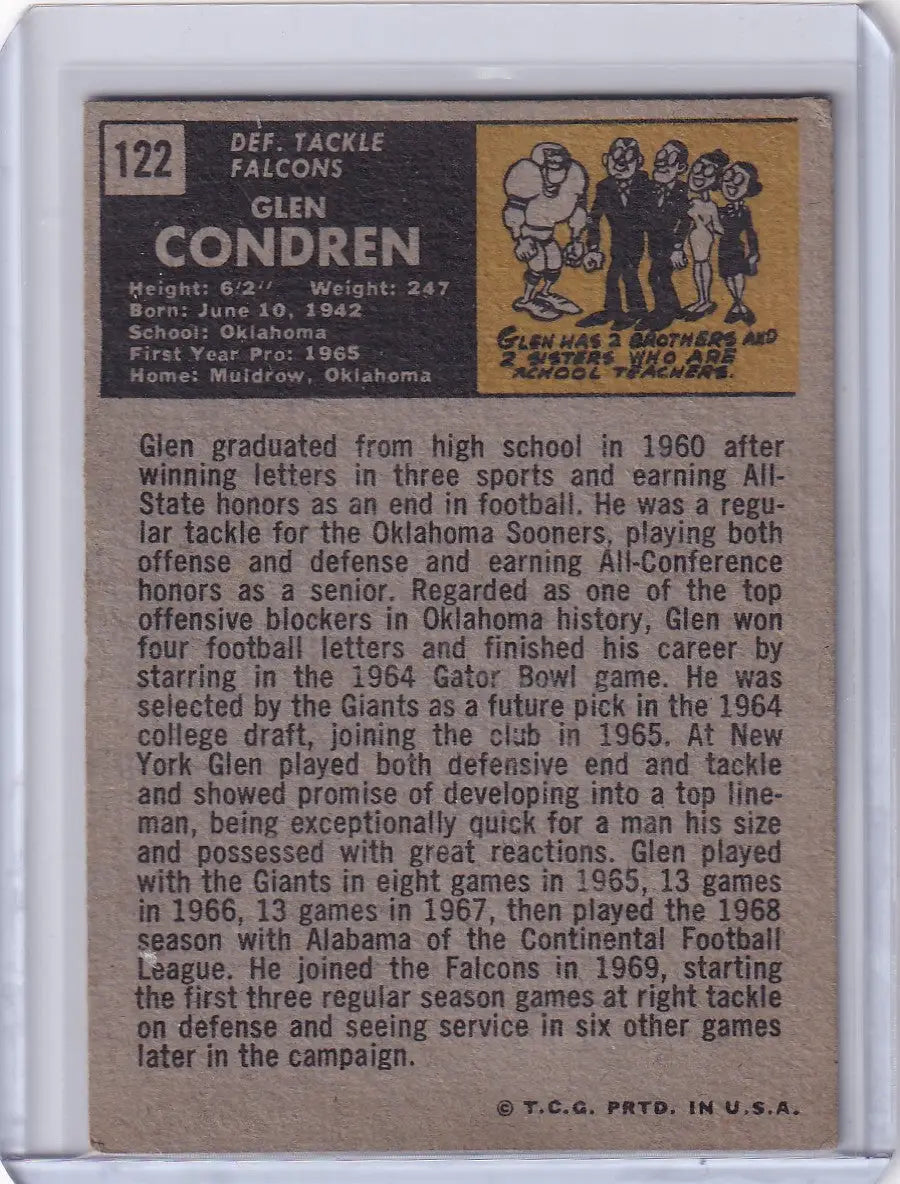 122
DEF. TACKLE
FALCONS
GLEN
CONDREN
Height: 6'2" Weight: 247
Born: June 10, 1942
School: Oklahoma
First Year Pro: 1965
Home: Muldrow, Oklahoma
GLEN HAS 2 BROTHERS AND
2 SISTERS WHO ARE
SCHOOL TEACHERS.
Glen graduated from high school in 1960 after
winning letters in three sports and earning All-
State honors as an end in football. He was a regu-
lar tackle for the Oklahoma Sooners, playing both
offense and defense and earning All-Conference
honors as a senior. Regarded as one of the top
offensive blockers in Oklahoma history, Glen won
four football letters and finished his career by
starring in the 1964 Gator Bowl game. He was
selected by the Giants as a future pick in the 1964
college draft, joining the club in 1965. At New
York Glen played both defensive end and tackle
and showed promise of developing into a top line-
man, being exceptionally quick for a man his size
and possessed with great reactions. Glen played
with the Giants in eight games in 1965, 13 games
in 1966, 13 games in 1967, then played the 1968
season with Alabama of the Continental Football
League. He joined the Falcons in 1969, starting
the first three regular season games at right tackle
on defense and seeing service in six other games
later in the campaign.
© T.C.G. PRTD. IN U.S.A.